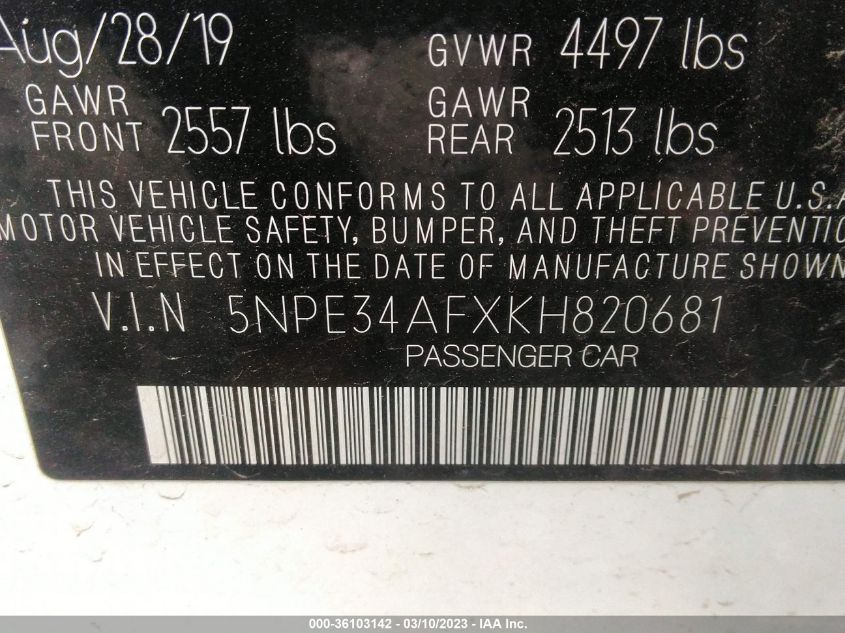 Aug/28/19 GVWR 4497 lbs
GAWR FRONT 2557 lbs GAWR REAR 2513 lbs
THIS VEHICLE CONFORMS TO ALL APPLICABLE U.S.A
MOTOR VEHICLE SAFETY, BUMPER, AND THEFT PREVENTIO
IN EFFECT ON THE DATE OF MANUFACTURE SHOWN
V.I.N 5NPE34AFXKH820681
PASSENGER CAR
000-36103142 - 03/10/2023 - IAA Inc.